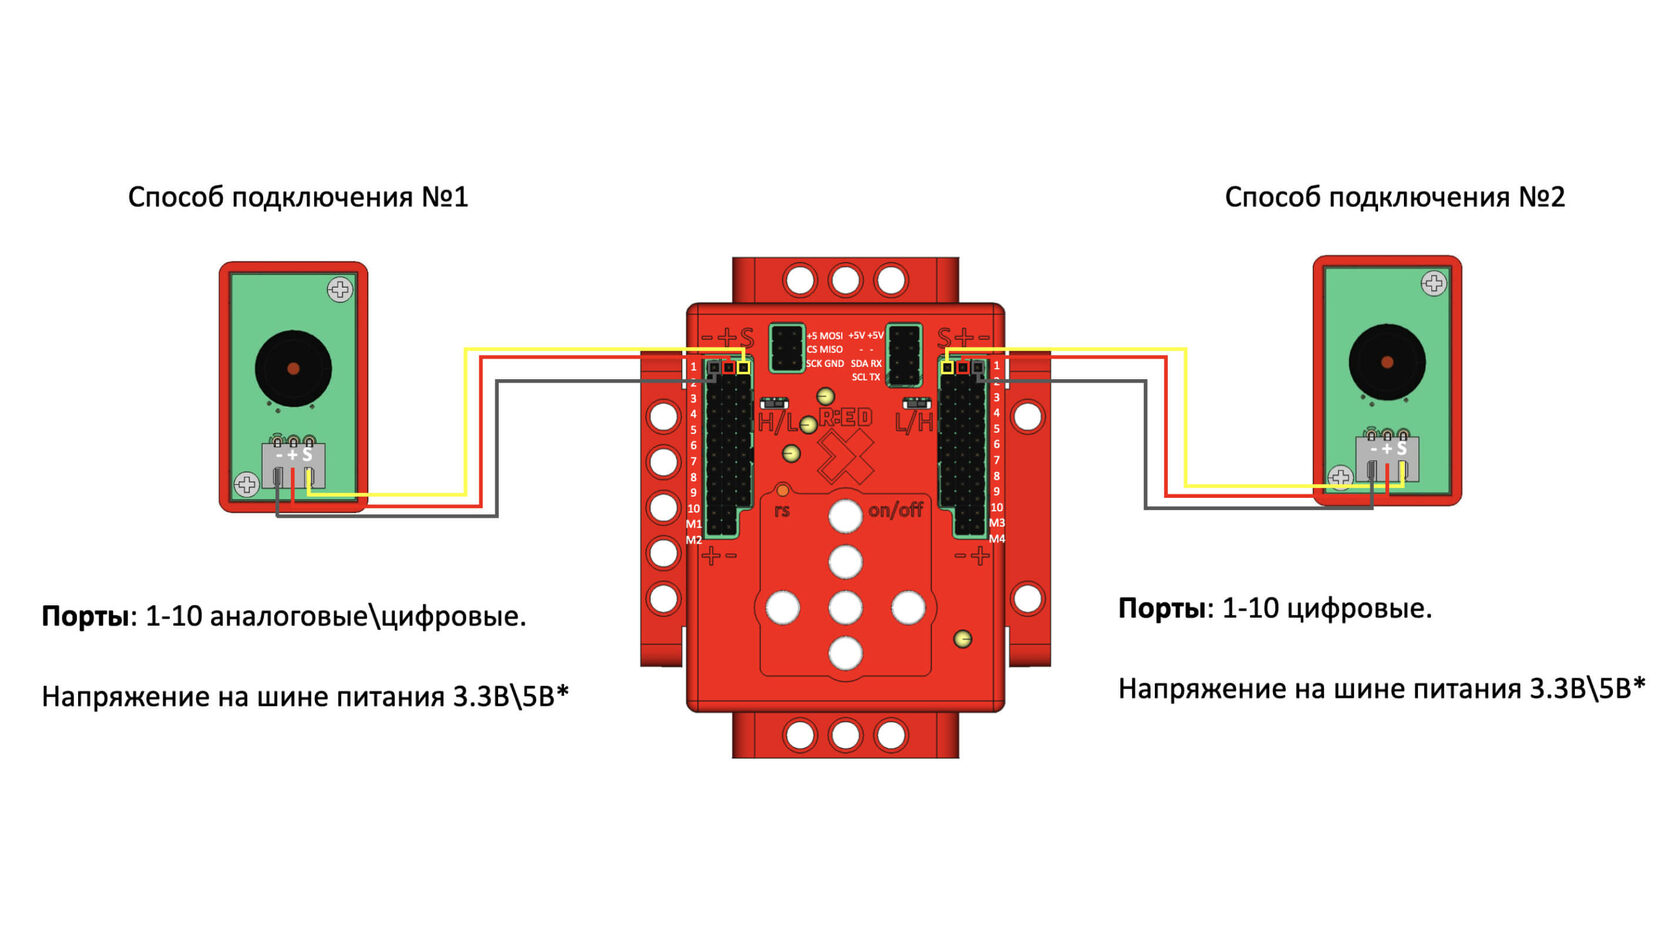 Способ подключения №1
Способ подключения №2
- + S
+5 MOSI
CS MISO
SCK GND
+5V +5V
- -
SDA RX
SCL TX
S + -
1
2
3
4
5
6
7
8
9
10
M1
M2
+ -
1
2
3
4
5
6
7
8
9
10
M3
M4
- +
H/L
R:ED
X
L/H
rs
on/off
- + S
- + S
Порты: 1-10 аналоговые\цифровые.
Напряжение на шине питания 3.3В\5В*
Порты: 1-10 цифровые.
Напряжение на шине питания 3.3В\5В*